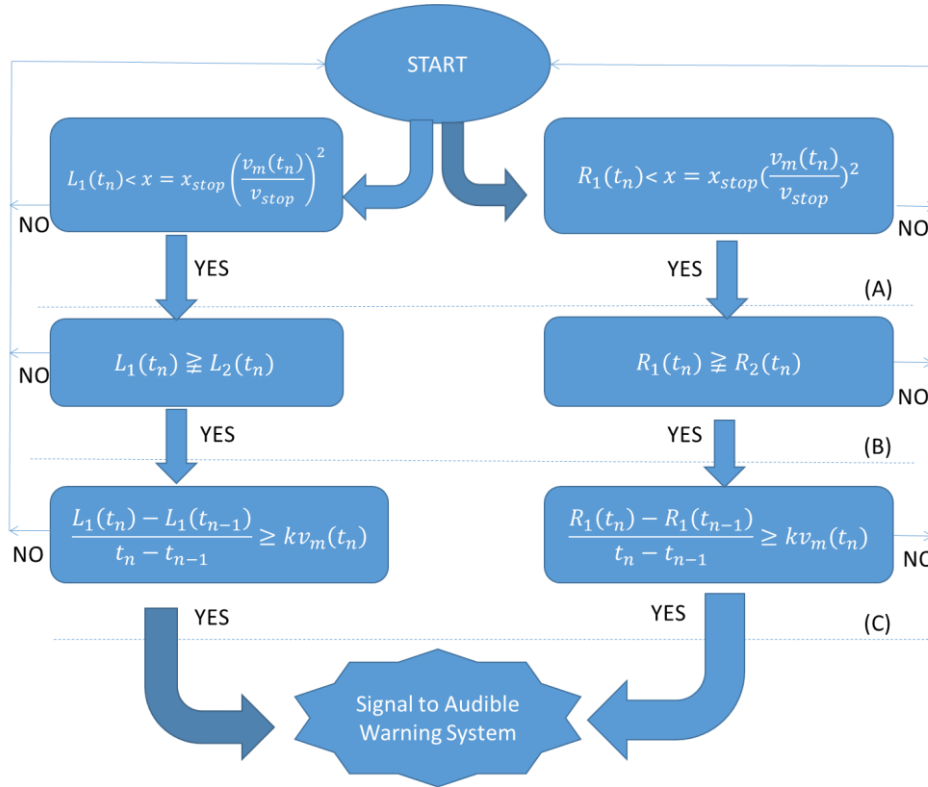 START
L₁(tₙ) < x = x_stop (v_m(tₙ)/v_stop)²
R₁(tₙ) < x = x_stop (v_m(tₙ)/v_stop)²
NO
NO
YES
YES
(A)
L₁(tₙ) ≩ L₂(tₙ)
R₁(tₙ) ≩ R₂(tₙ)
NO
NO
YES
YES
(B)
(L₁(tₙ) − L₁(tₙ₋₁))/(tₙ − tₙ₋₁) ≥ kv_m(tₙ)
(R₁(tₙ) − R₁(tₙ₋₁))/(tₙ − tₙ₋₁) ≥ kv_m(tₙ)
NO
NO
YES
YES
(C)
Signal to Audible
Warning System